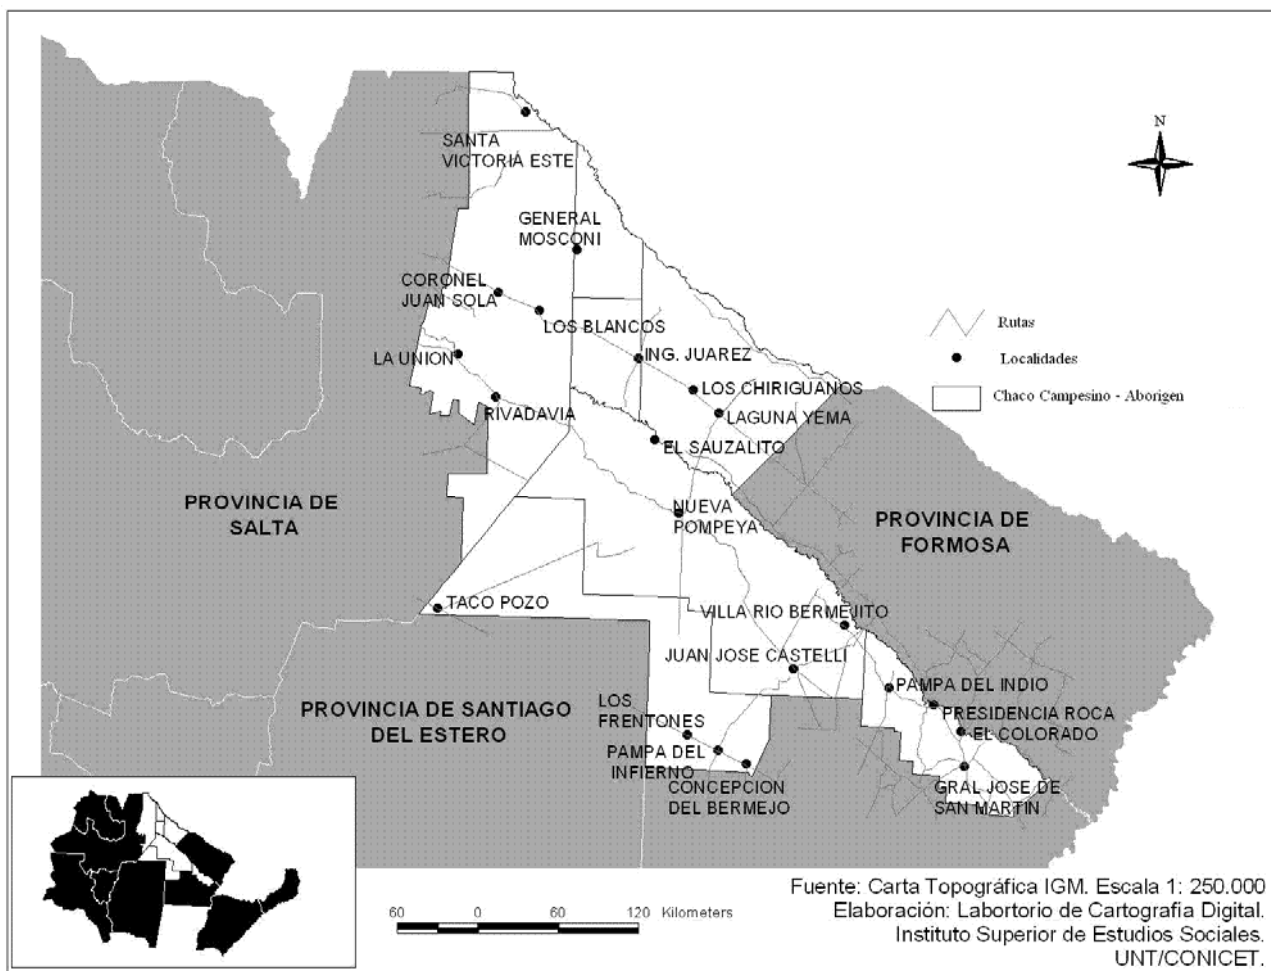 N
SANTA
VICTORIA ESTE
GENERAL
MOSCONI
CORONEL
JUAN SOLA
LOS BLANCOS
LA UNION
ING. JUAREZ
RIVADAVIA
LOS CHIRIGUANOS
LAGUNA YEMA
EL SAUZALITO
Rutas
Localidades
Chaco Campesino - Aborigen
PROVINCIA DE
SALTA
NUEVA
POMPEYA
PROVINCIA DE
FORMOSA
TACO POZO
VILLA RIO BERMEJITO
JUAN JOSE CASTELLI
PAMPA DEL INDIO
PROVINCIA DE SANTIAGO
DEL ESTERO
LOS
FRENTONES
PRESIDENCIA ROCA
EL COLORADO
PAMPA DEL
INFIERNO
CONCEPCION
DEL BERMEJO
GRAL JOSE DE
SAN MARTIN
60 0 60 120 Kilometers
Fuente: Carta Topográfica IGM. Escala 1: 250.000
Elaboración: Labortorio de Cartografía Digital.
Instituto Superior de Estudios Sociales.
UNT/CONICET.